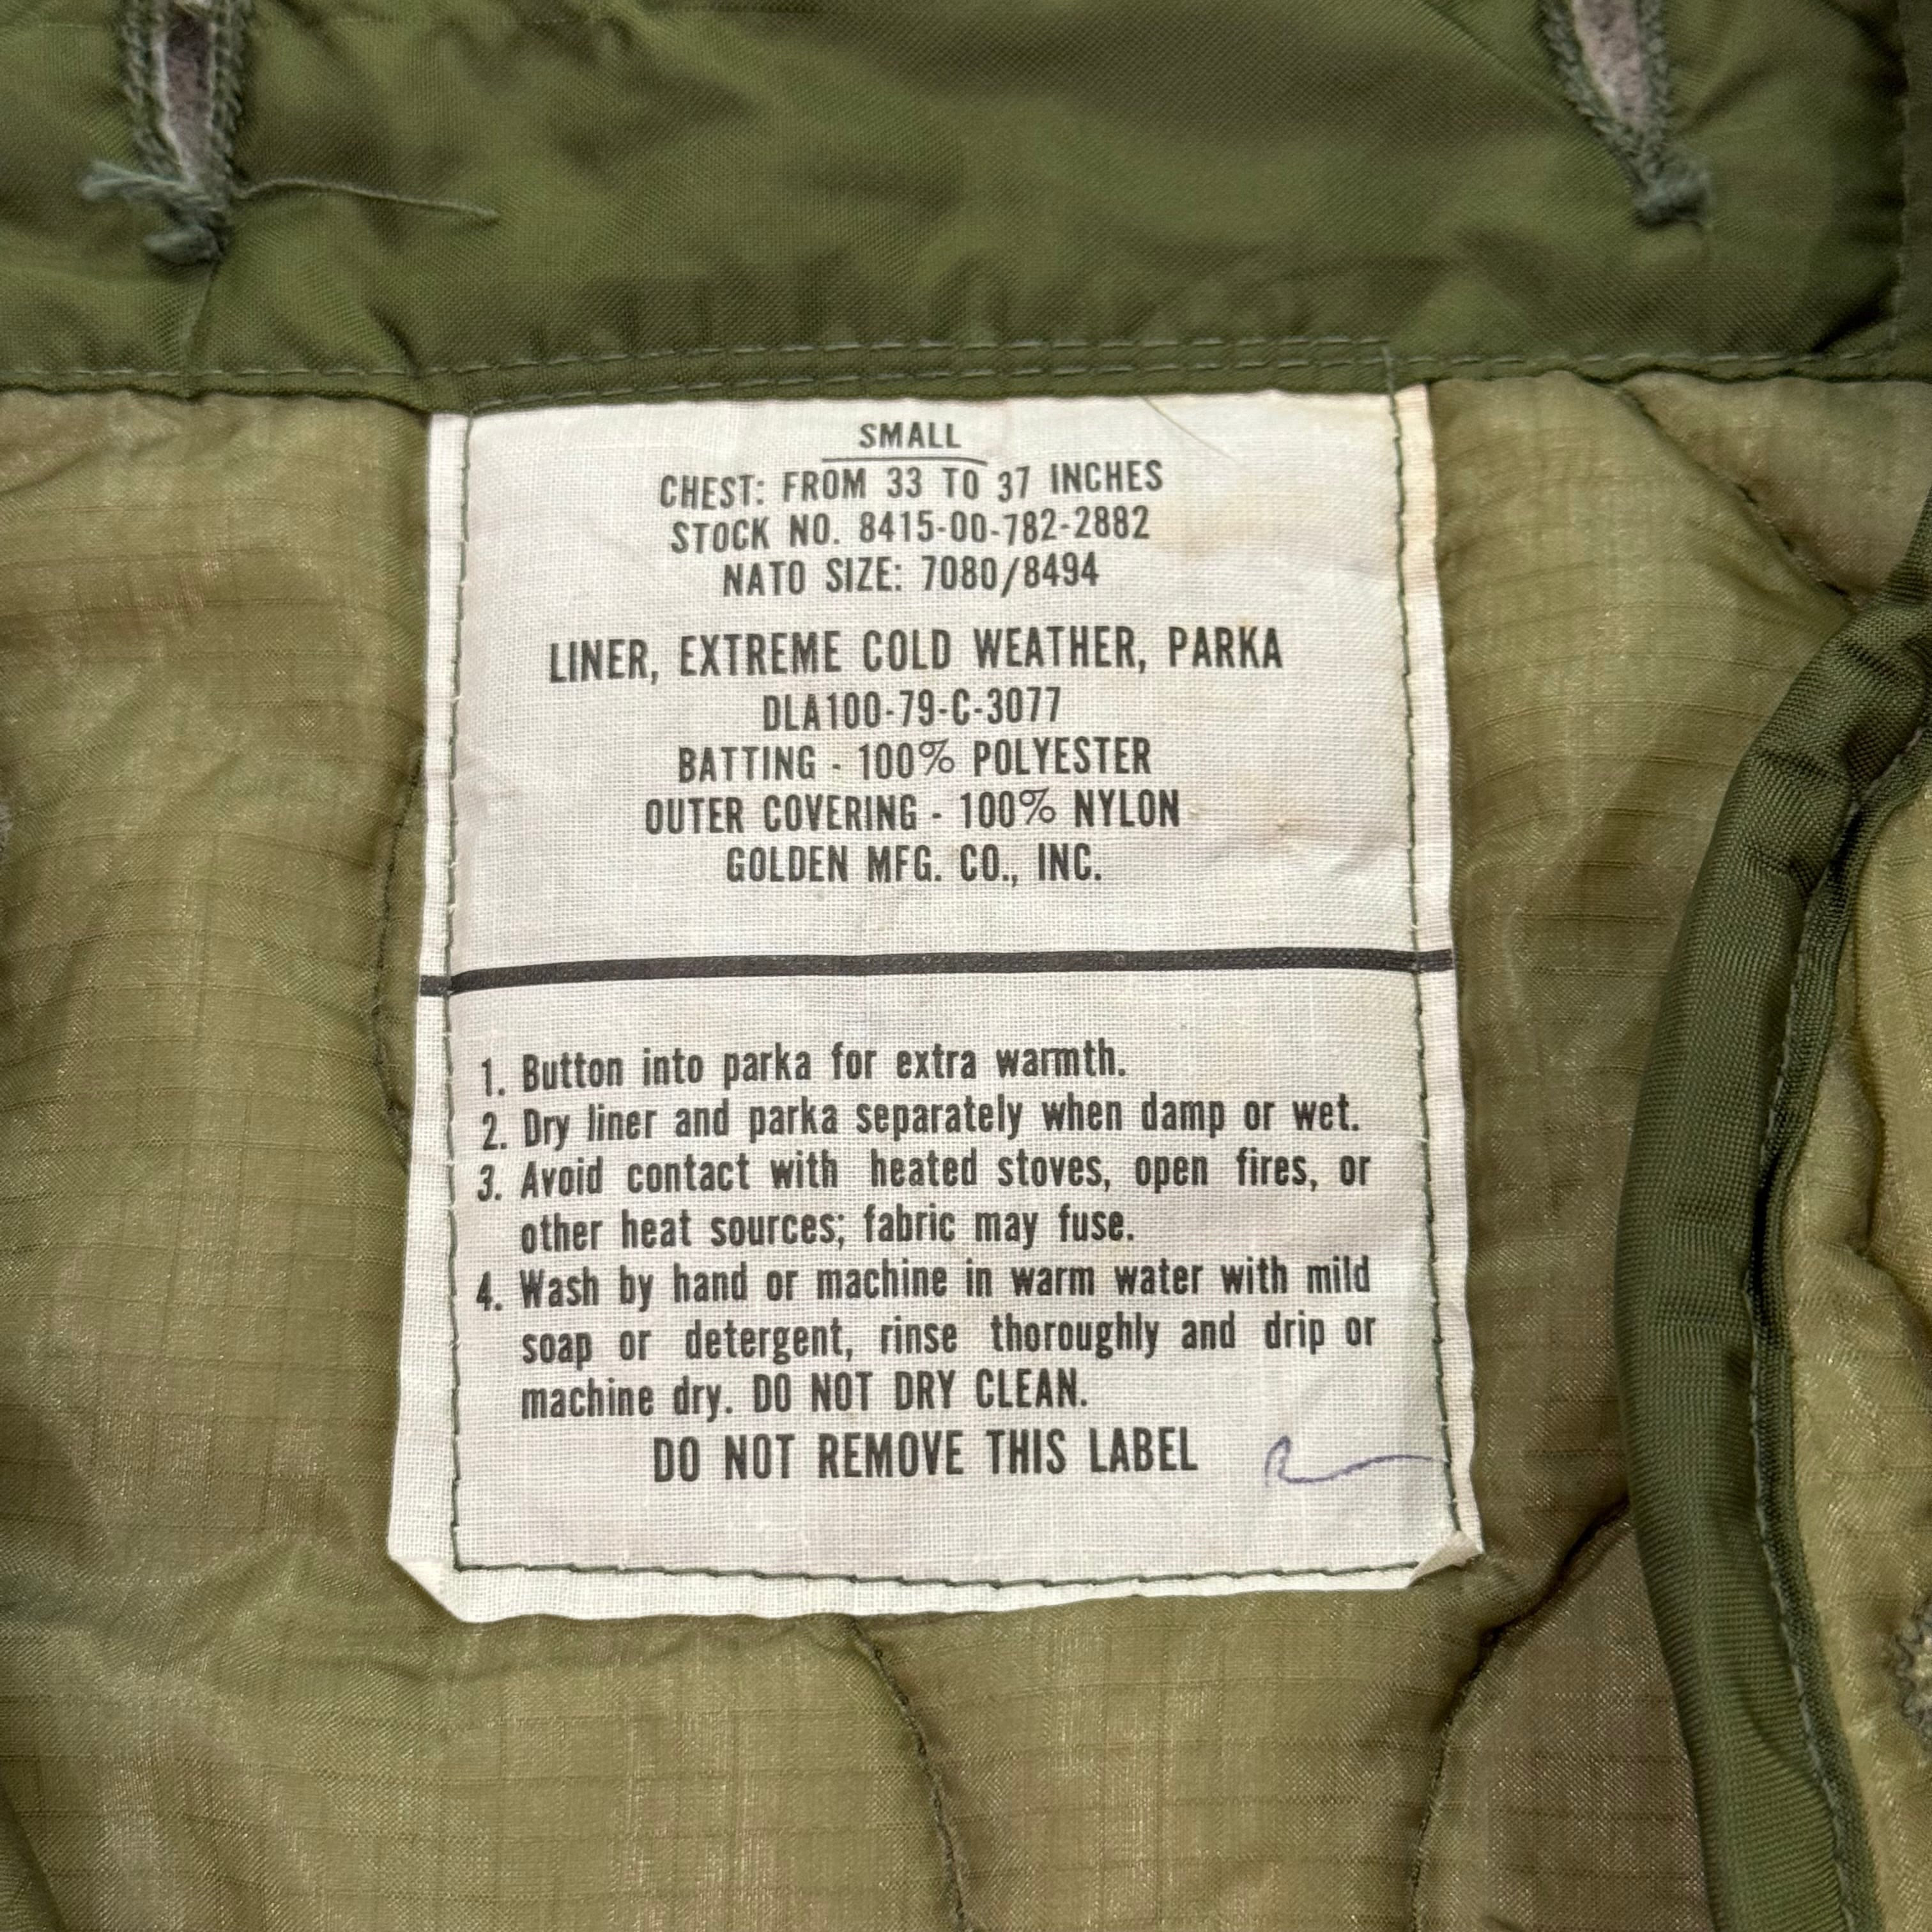 SMALL
CHEST: FROM 33 TO 37 INCHES
STOCK NO. 8415-00-782-2882
NATO SIZE: 7080/8494
LINER, EXTREME COLD WEATHER, PARKA
DLA100-79-C-3077
BATTING - 100% POLYESTER
OUTER COVERING - 100% NYLON
GOLDEN MFG. CO., INC.
1. Button into parka for extra warmth.
2. Dry liner and parka separately when damp or wet.
3. Avoid contact with heated stoves, open fires, or
other heat sources; fabric may fuse.
4. Wash by hand or machine in warm water with mild
soap or detergent, rinse thoroughly and drip or
machine dry. DO NOT DRY CLEAN.
DO NOT REMOVE THIS LABEL